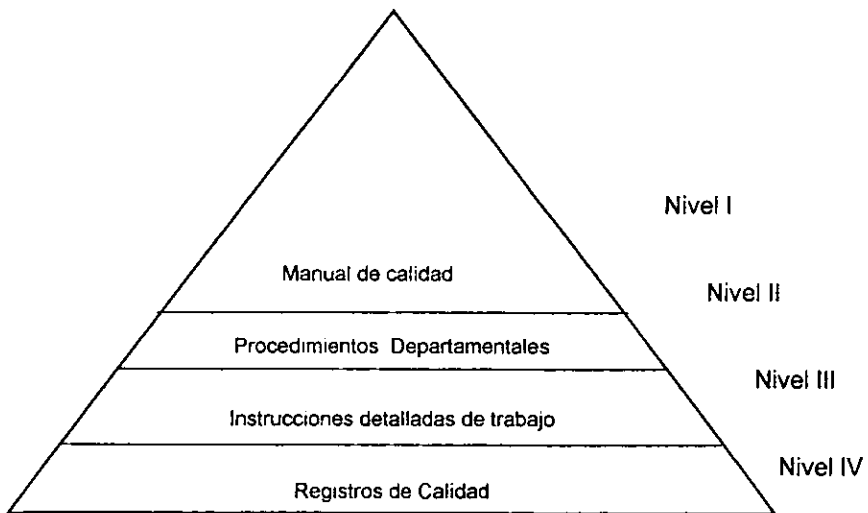 Nivel I
Manual de calidad
Nivel II
Procedimientos Departamentales
Nivel III
Instrucciones detalladas de trabajo
Nivel IV
Registros de Calidad